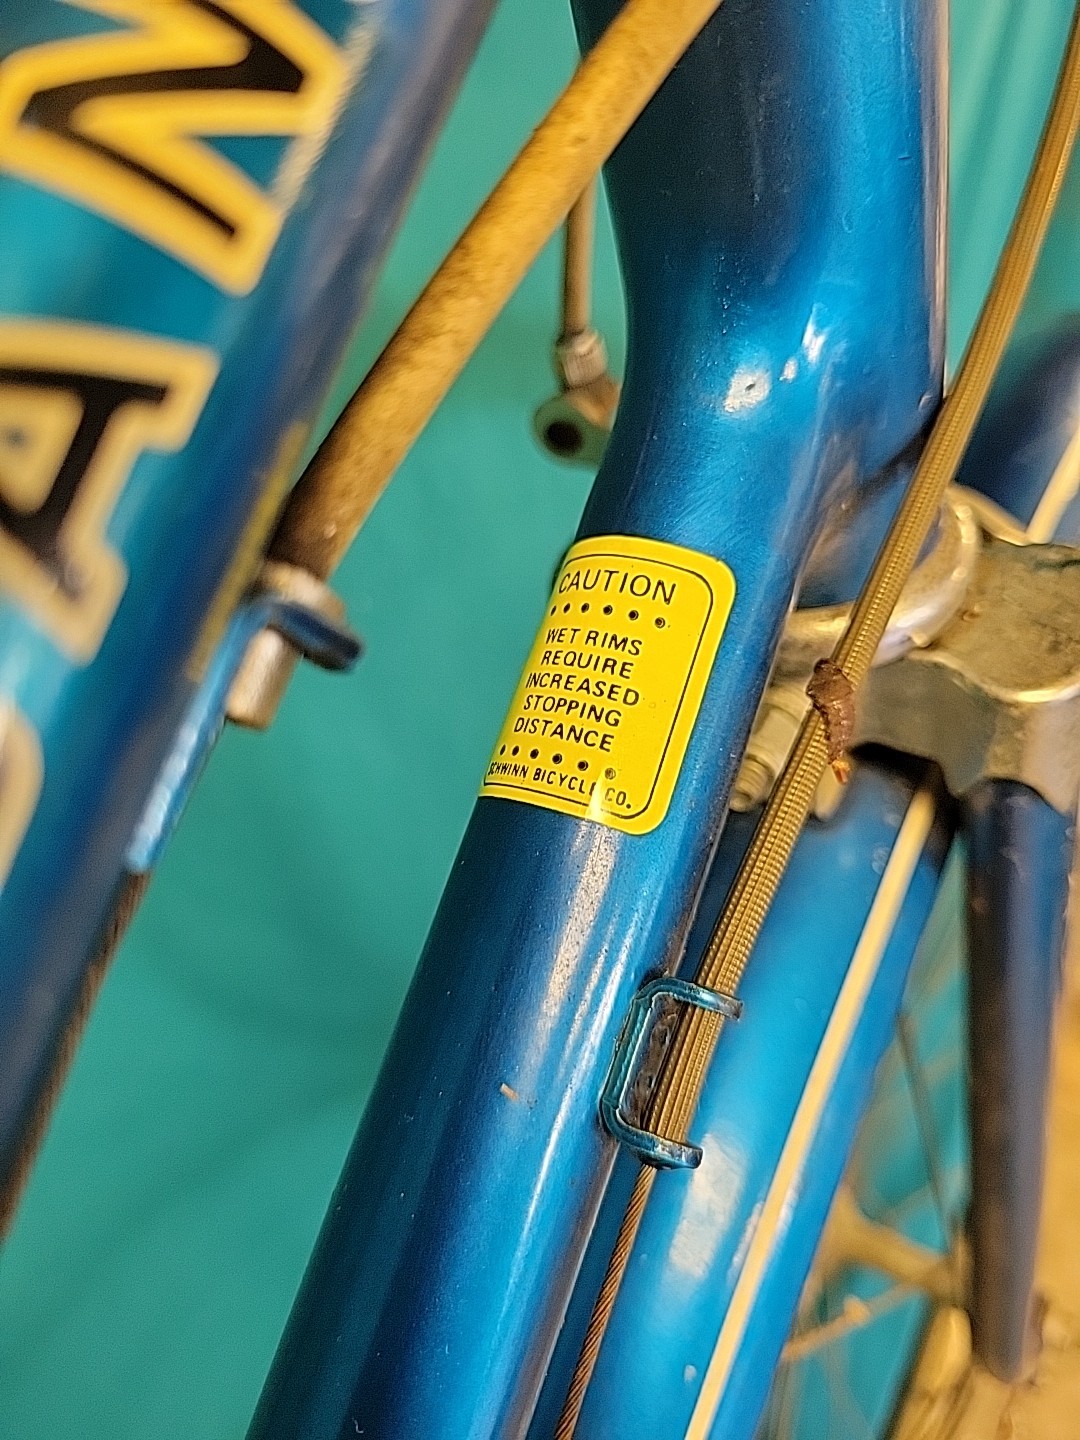 CAUTION
WET RIMS
REQUIRE
INCREASED
STOPPING
DISTANCE
SCHWINN BICYCLE CO.